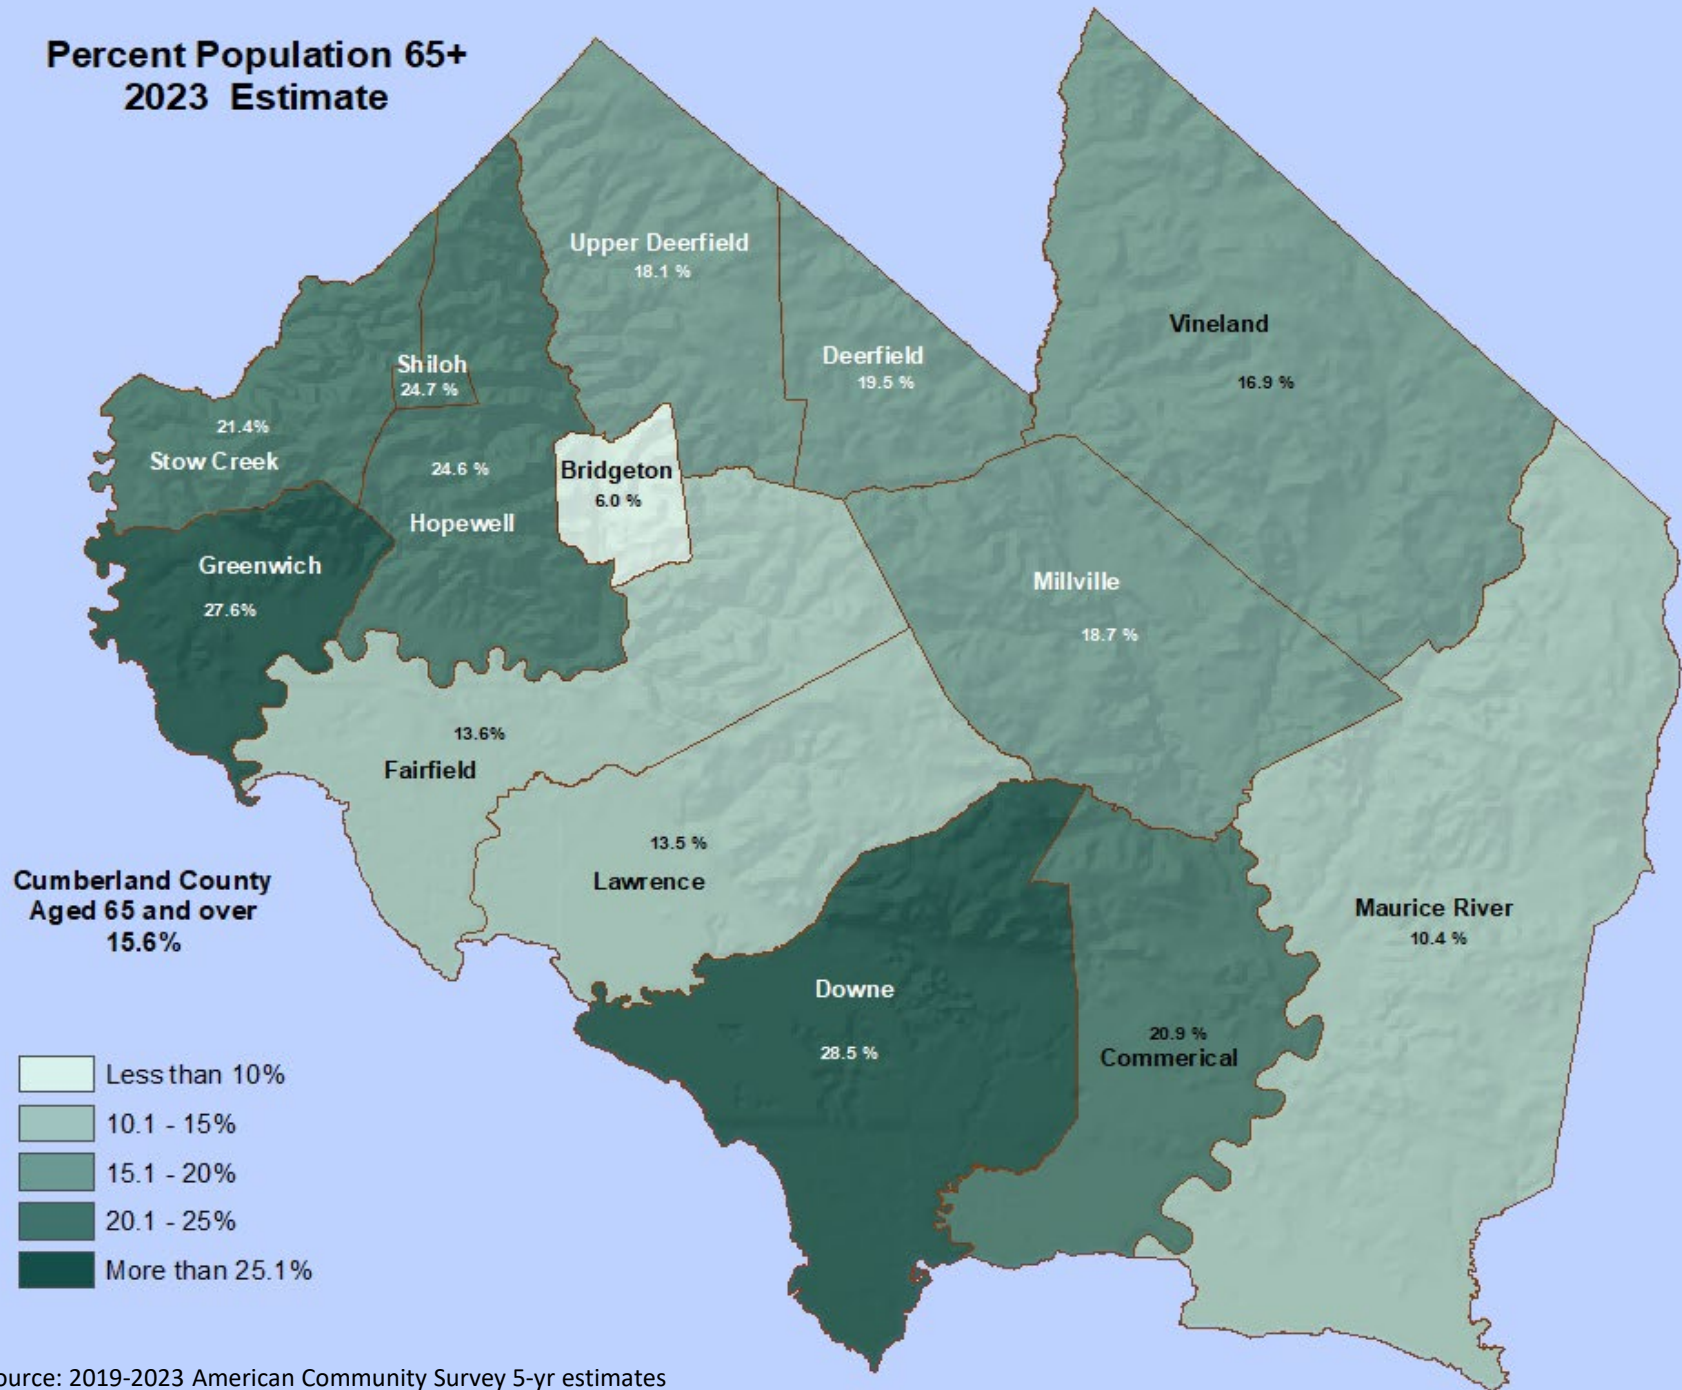 Percent Population 65+
2023 Estimate
Upper Deerfield
18.1 %
Vineland
16.9 %
Deerfield
19.5 %
Shiloh
24.7 %
21.4%
Stow Creek
24.6 %
Hopewell
Bridgeton
6.0 %
Greenwich
27.6%
Millville
18.7 %
13.6%
Fairfield
13.5 %
Lawrence
Cumberland County
Aged 65 and over
15.6%
Maurice River
10.4 %
Downe
28.5 %
20.9 %
Commerical
Less than 10%
10.1 - 15%
15.1 - 20%
20.1 - 25%
More than 25.1%
ource: 2019-2023 American Community Survey 5-yr estimates